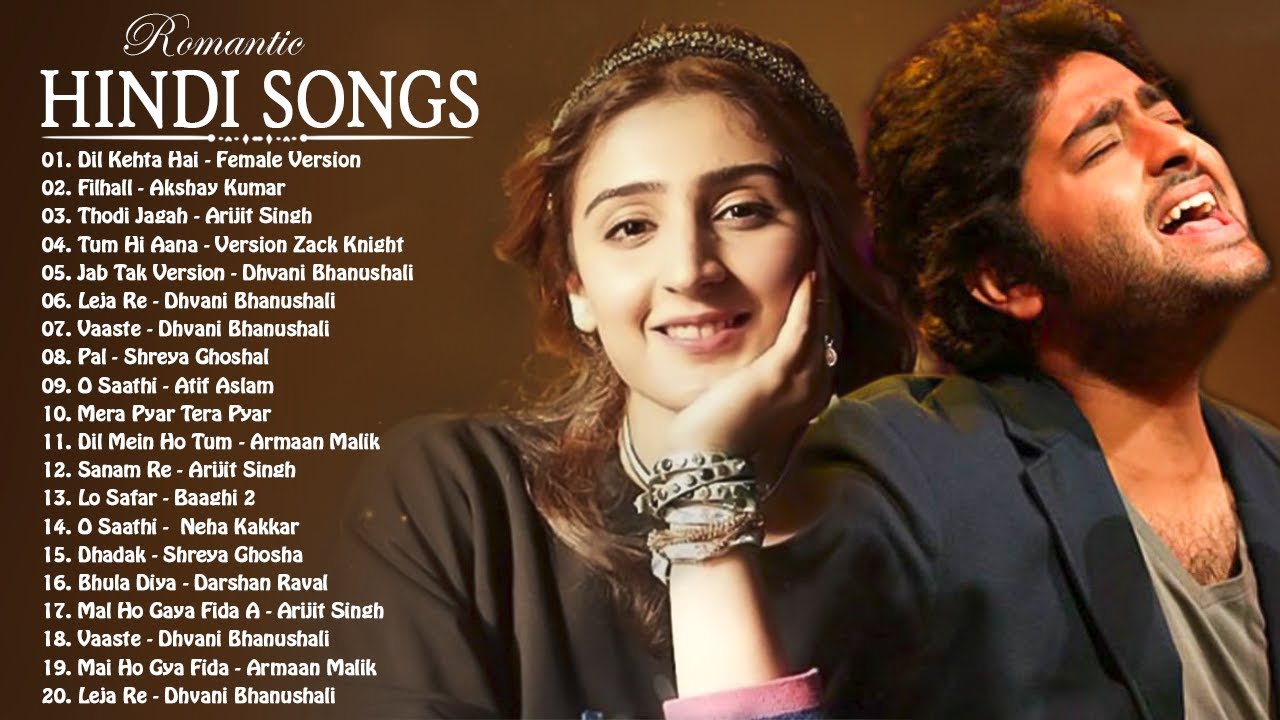 Romantic
HINDI SONGS
01. Dil Kehta Hai - Female Version
02. Filhall - Akshay Kumar
03. Thodi Jagah - Arijit Singh
04. Tum Hi Aana - Version Zack Knight
05. Jab Tak Version - Dhvani Bhanushali
06. Leja Re - Dhvani Bhanushali
07. Vaaste - Dhvani Bhanushali
08. Pal - Shreya Ghoshal
09. O Saathi - Atif Aslam
10. Mera Pyar Tera Pyar
11. Dil Mein Ho Tum - Armaan Malik
12. Sanam Re - Arijit Singh
13. Lo Safar - Baaghi 2
14. O Saathi - Neha Kakkar
15. Dhadak - Shreya Ghosha
16. Bhula Diya - Darshan Raval
17. Mal Ho Gaya Fida A - Arijit Singh
18. Vaaste - Dhvani Bhanushali
19. Mai Ho Gya Fida - Armaan Malik
20. Leja Re - Dhvani Bhanushali